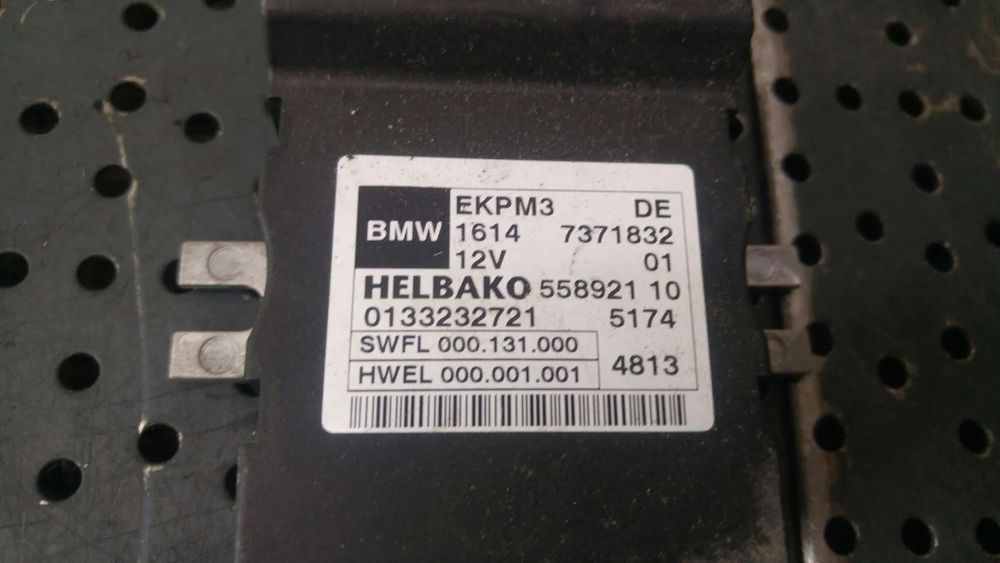 BMW
EKPM3 DE
1614 7371832
12V 01
HELBAKO 558921 10
0133232721 5174
SWFL 000.131.000
HWEL 000.001.001 4813